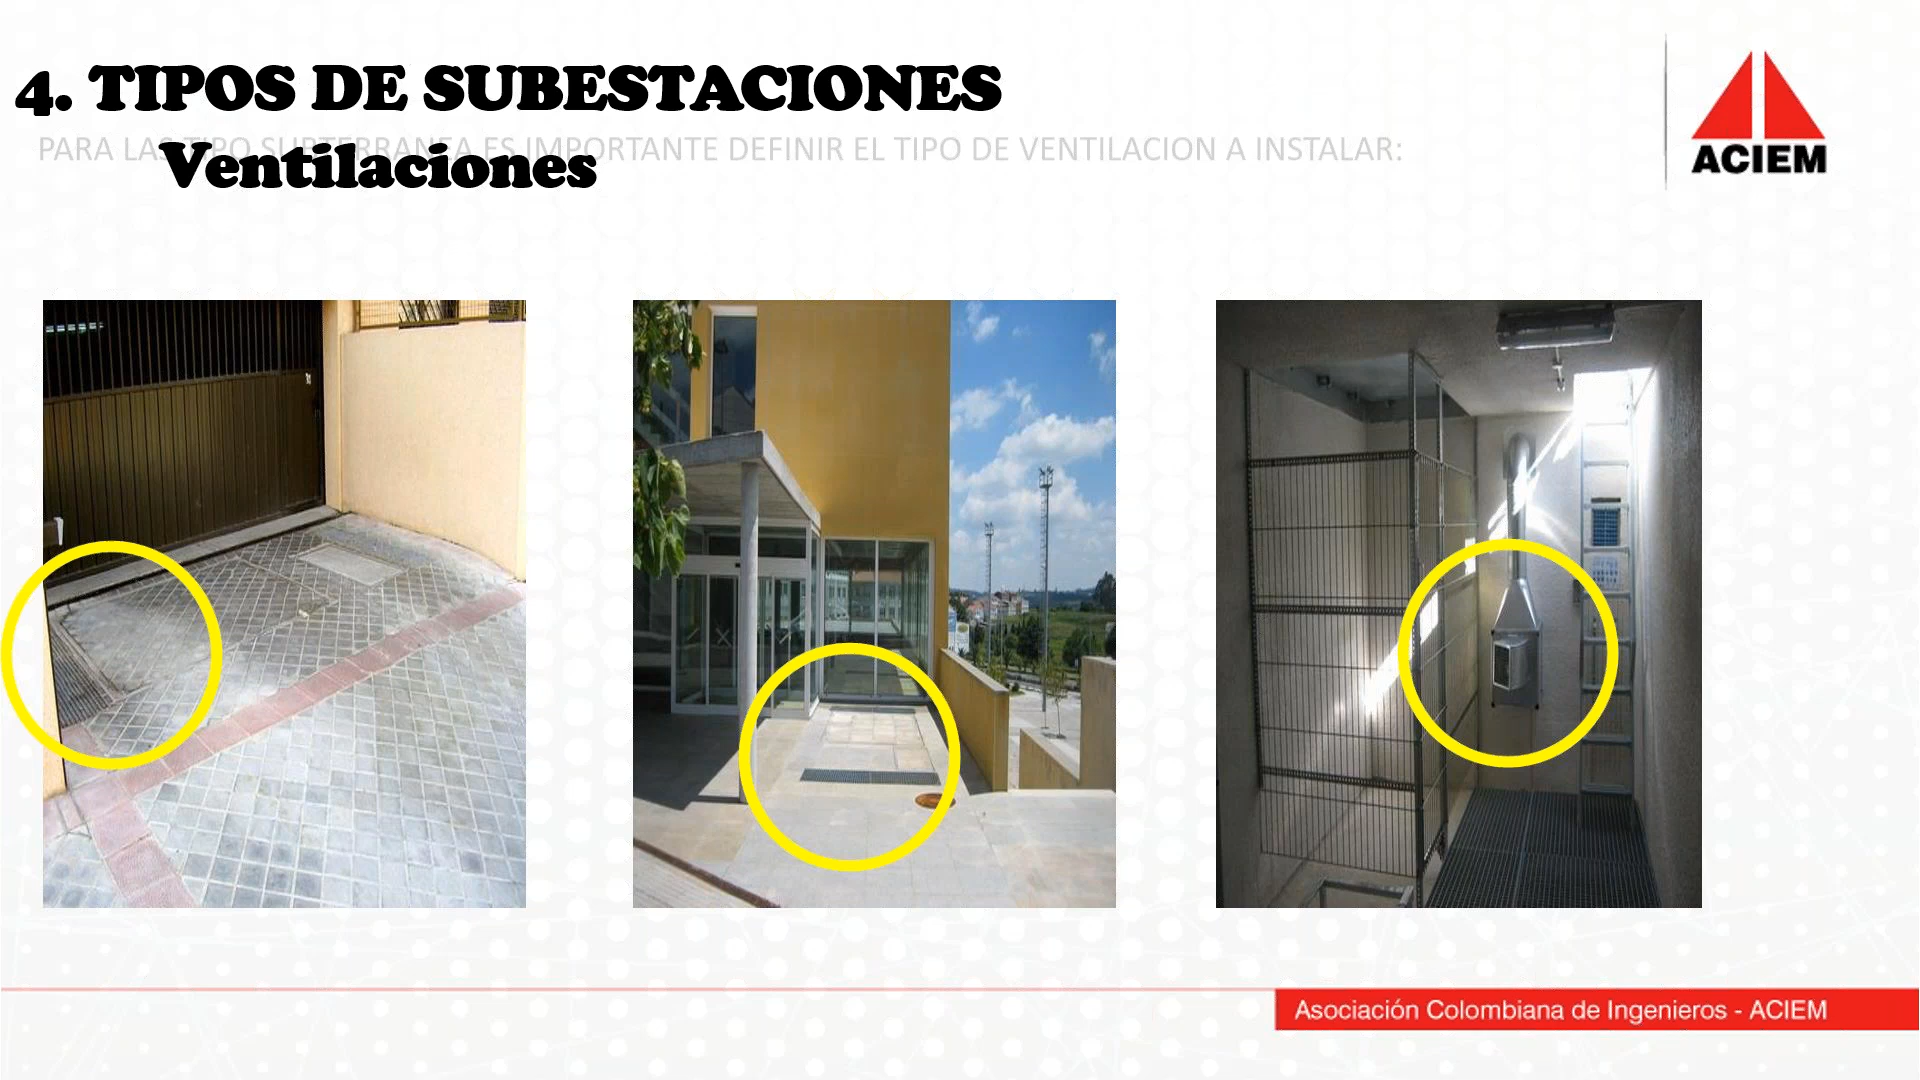 4. TIPOS DE SUBESTACIONES
PARA LAS TIPO SUBTERRANEA ES IMPORTANTE DEFINIR EL TIPO DE VENTILACION A INSTALAR:
Ventilaciones
ACIEM
Asociación Colombiana de Ingenieros - ACIEM